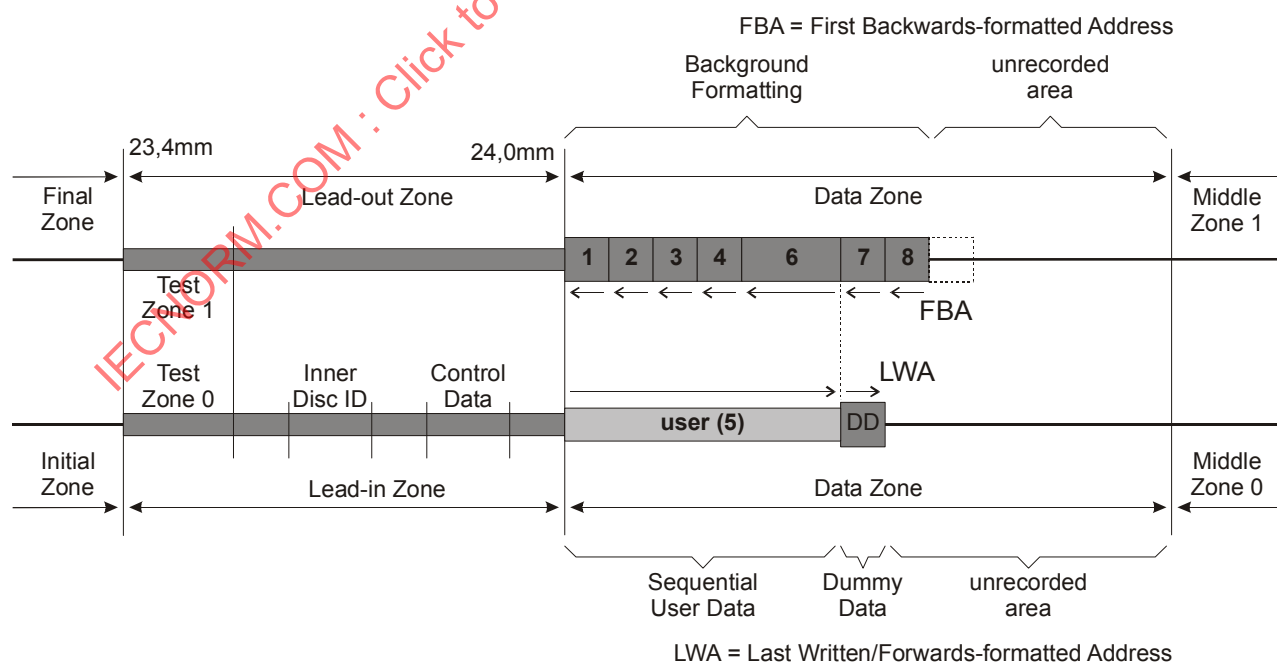 FBA = First Backwards-formatted Address
Background
Formatting
unrecorded
area
23,4mm
24,0mm
Final
Zone
Lead-out Zone
Data Zone
Middle
Zone 1
1 2 3 4 6 7 8
Test
Zone 1
FBA
Test
Zone 0
Inner
Disc ID
Control
Data
LWA
user (5)
DD
Initial
Zone
Lead-in Zone
Data Zone
Middle
Zone 0
Sequential
User Data
Dummy
Data
unrecorded
area
LWA = Last Written/Forwards-formatted Address
IECNORM.COM : Click to